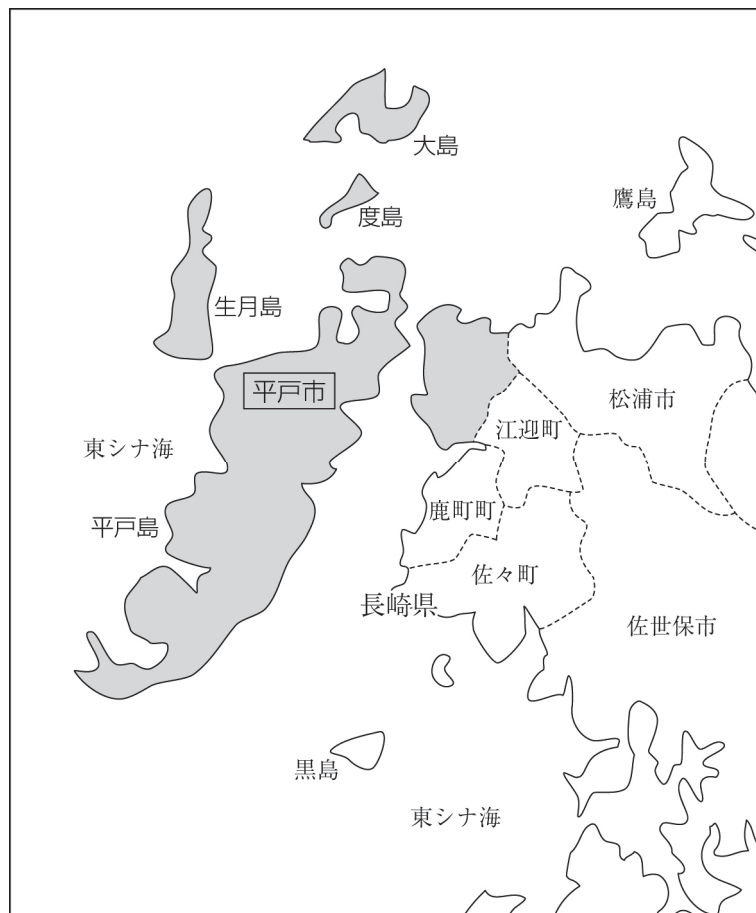 大島
度島
鷹島
生月島
平戸市
松浦市
江迎町
東シナ海
鹿町町
平戸島
佐々町
長崎県
佐世保市
黒島
東シナ海